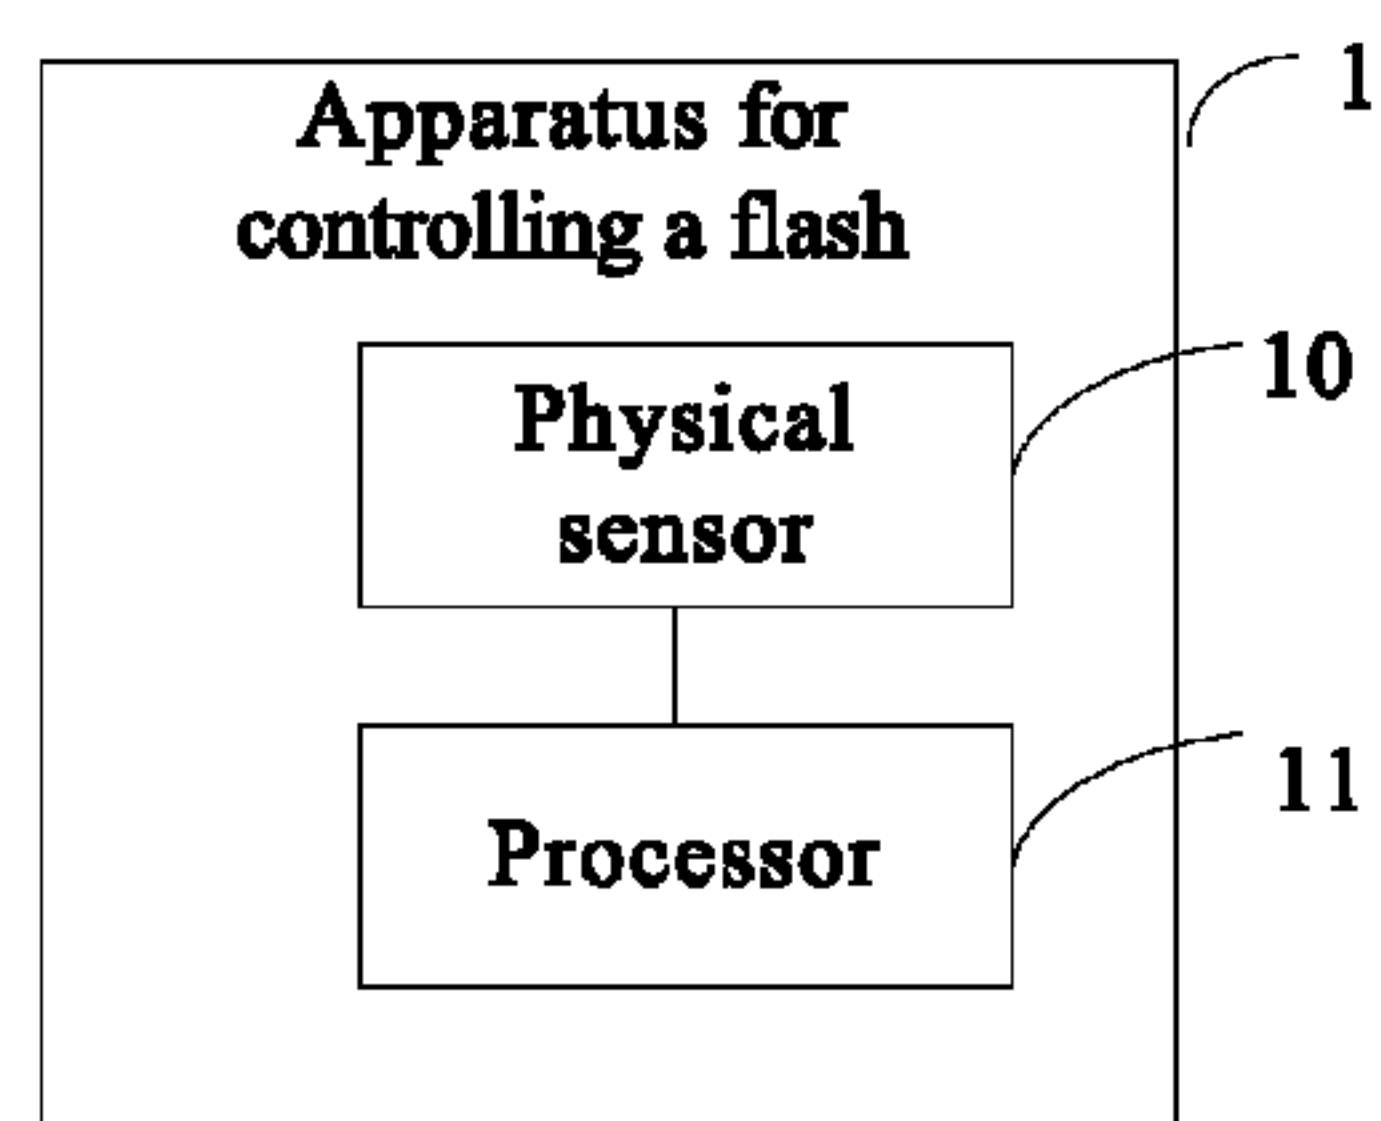 Apparatus for
controlling a flash
1
Physical
sensor
10
Processor
11